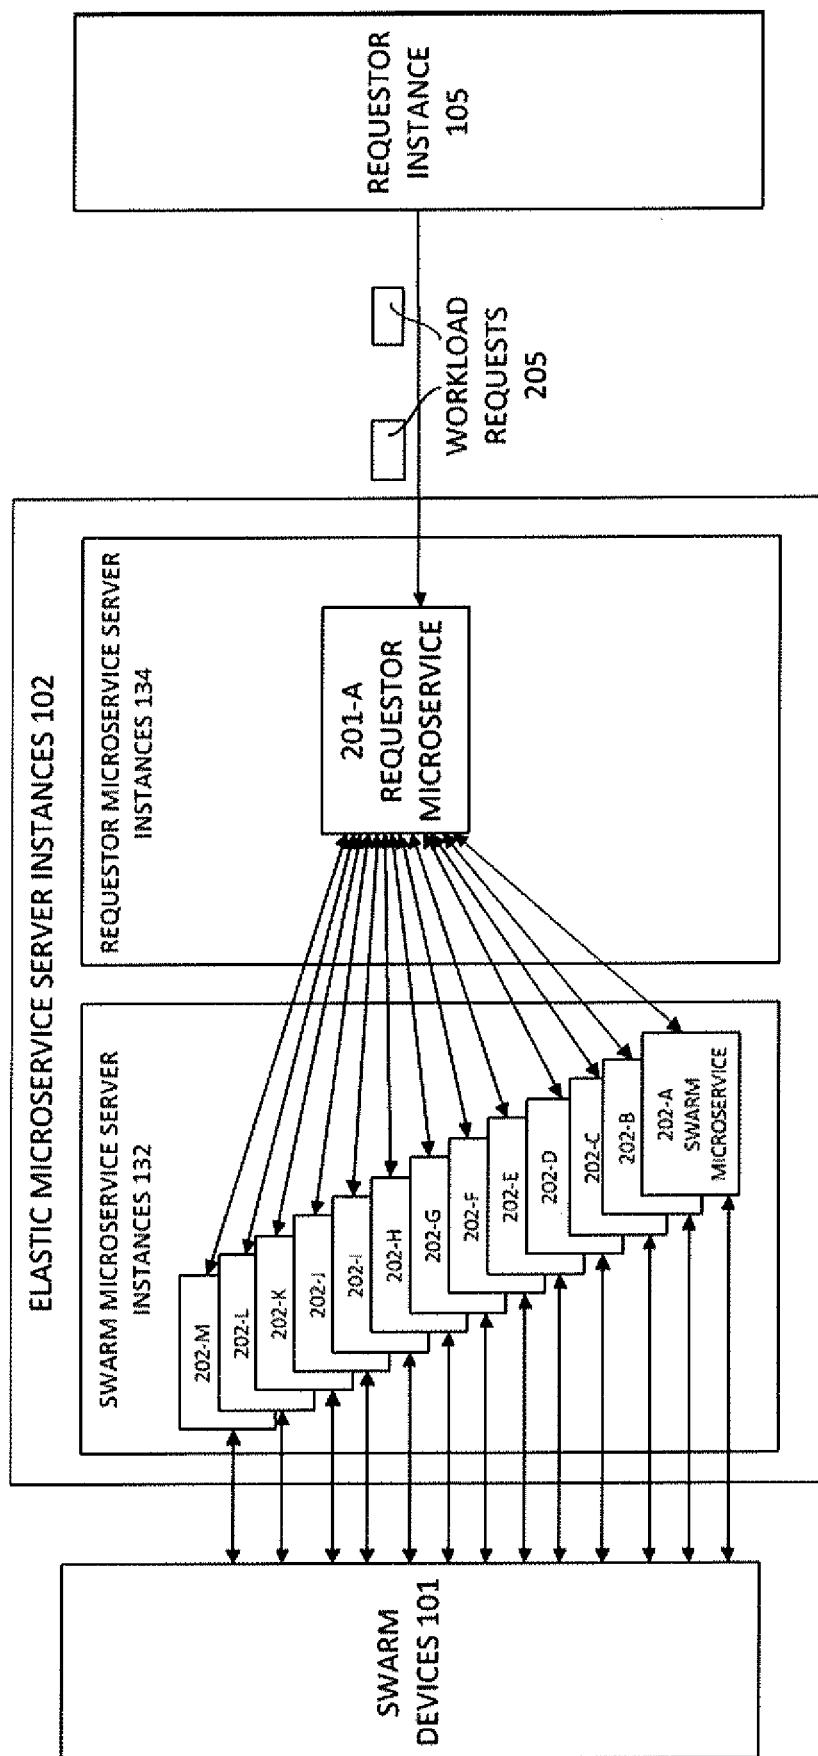 ELASTIC MICROSERVICE SERVER INSTANCES 102
SWARM
DEVICES 101
SWARM MICROSERVICE SERVER
INSTANCES 132
202-M
202-L
202-K
202-J
202-I
202-H
202-G
202-F
202-E
202-D
202-C
202-B
202-A
SWARM
MICROSERVICE
REQUESTOR MICROSERVICE SERVER
INSTANCES 134
201-A
REQUESTOR
MICROSERVICE
WORKLOAD
REQUESTS
205
REQUESTOR
INSTANCE
105